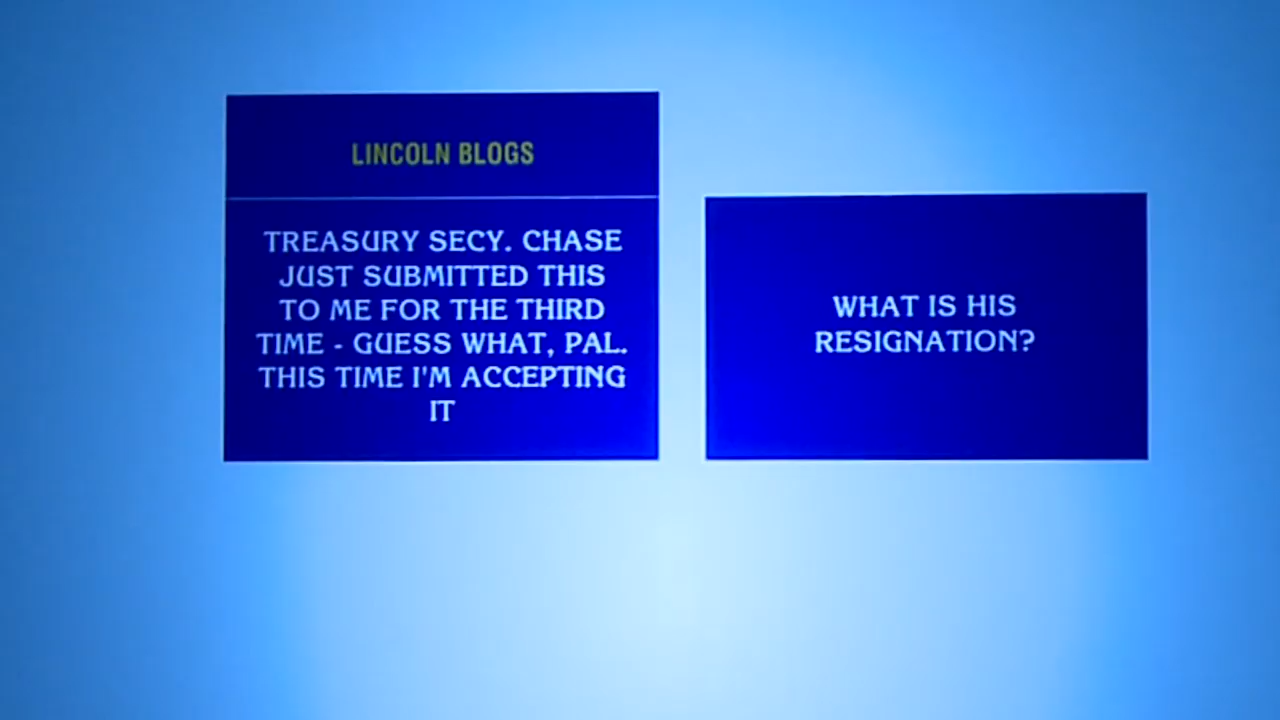 LINCOLN BLOGS
TREASURY SECY. CHASE
JUST SUBMITTED THIS
TO ME FOR THE THIRD
TIME - GUESS WHAT, PAL.
THIS TIME I'M ACCEPTING
IT
WHAT IS HIS
RESIGNATION?